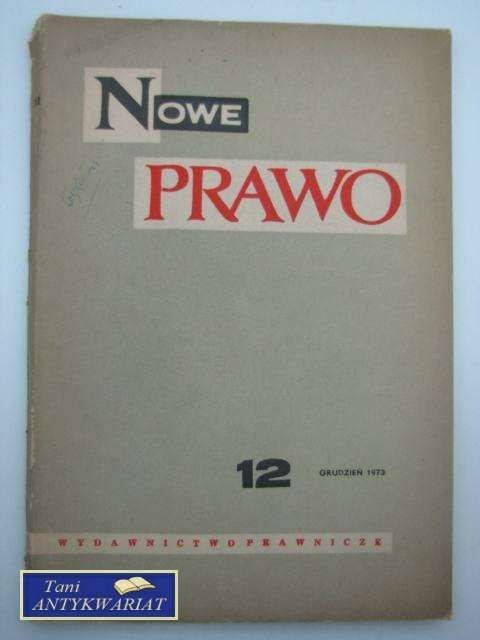 NOWE
PRAWO
12 GRUDZIEŃ 1973
WYDAWNICTWO PRAWNICZE
Tani
ANTYKWARIAT